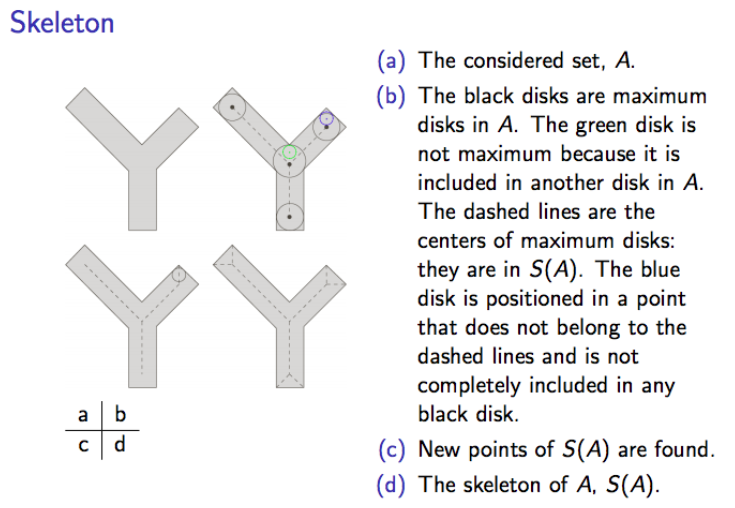 Skeleton
(a) The considered set, A.
(b) The black disks are maximum
disks in A. The green disk is
not maximum because it is
included in another disk in A.
The dashed lines are the
centers of maximum disks:
they are in S(A). The blue
disk is positioned in a point
that does not belong to the
dashed lines and is not
completely included in any
black disk.
(c) New points of S(A) are found.
(d) The skeleton of A, S(A).
a b
c d